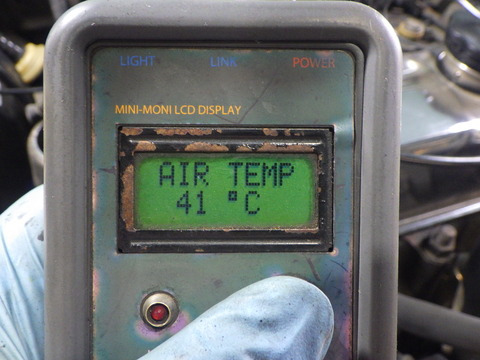 LIGHT LINK POWER
MINI-MONI LCD DISPLAY
AIR TEMP
41 °C